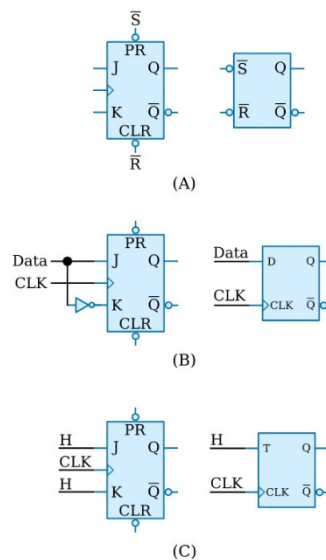 S̅
PR
J Q
K Q̅
CLR
R̅
S̅ Q
R̅ Q̅
(A)
Data
CLK
PR
J Q
K Q̅
CLR
Data
CLK
D Q
CLK Q̅
(B)
H
CLK
H
PR
J Q
K Q̅
CLR
H
CLK
T Q
CLK Q̅
(C)